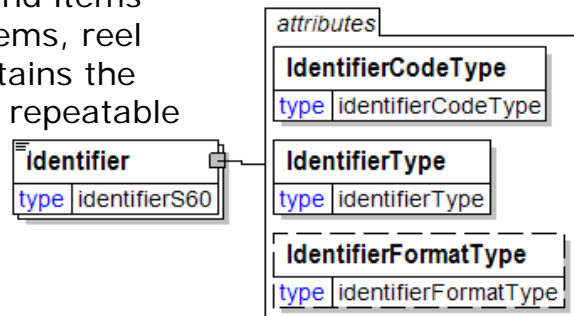 nd items
ems, reel
tains the
repeatable
identifier
type identifierS60
attributes
IdentifierCodeType
type identifierCodeType
IdentifierType
type identifierType
IdentifierFormatType
type identifierFormatType